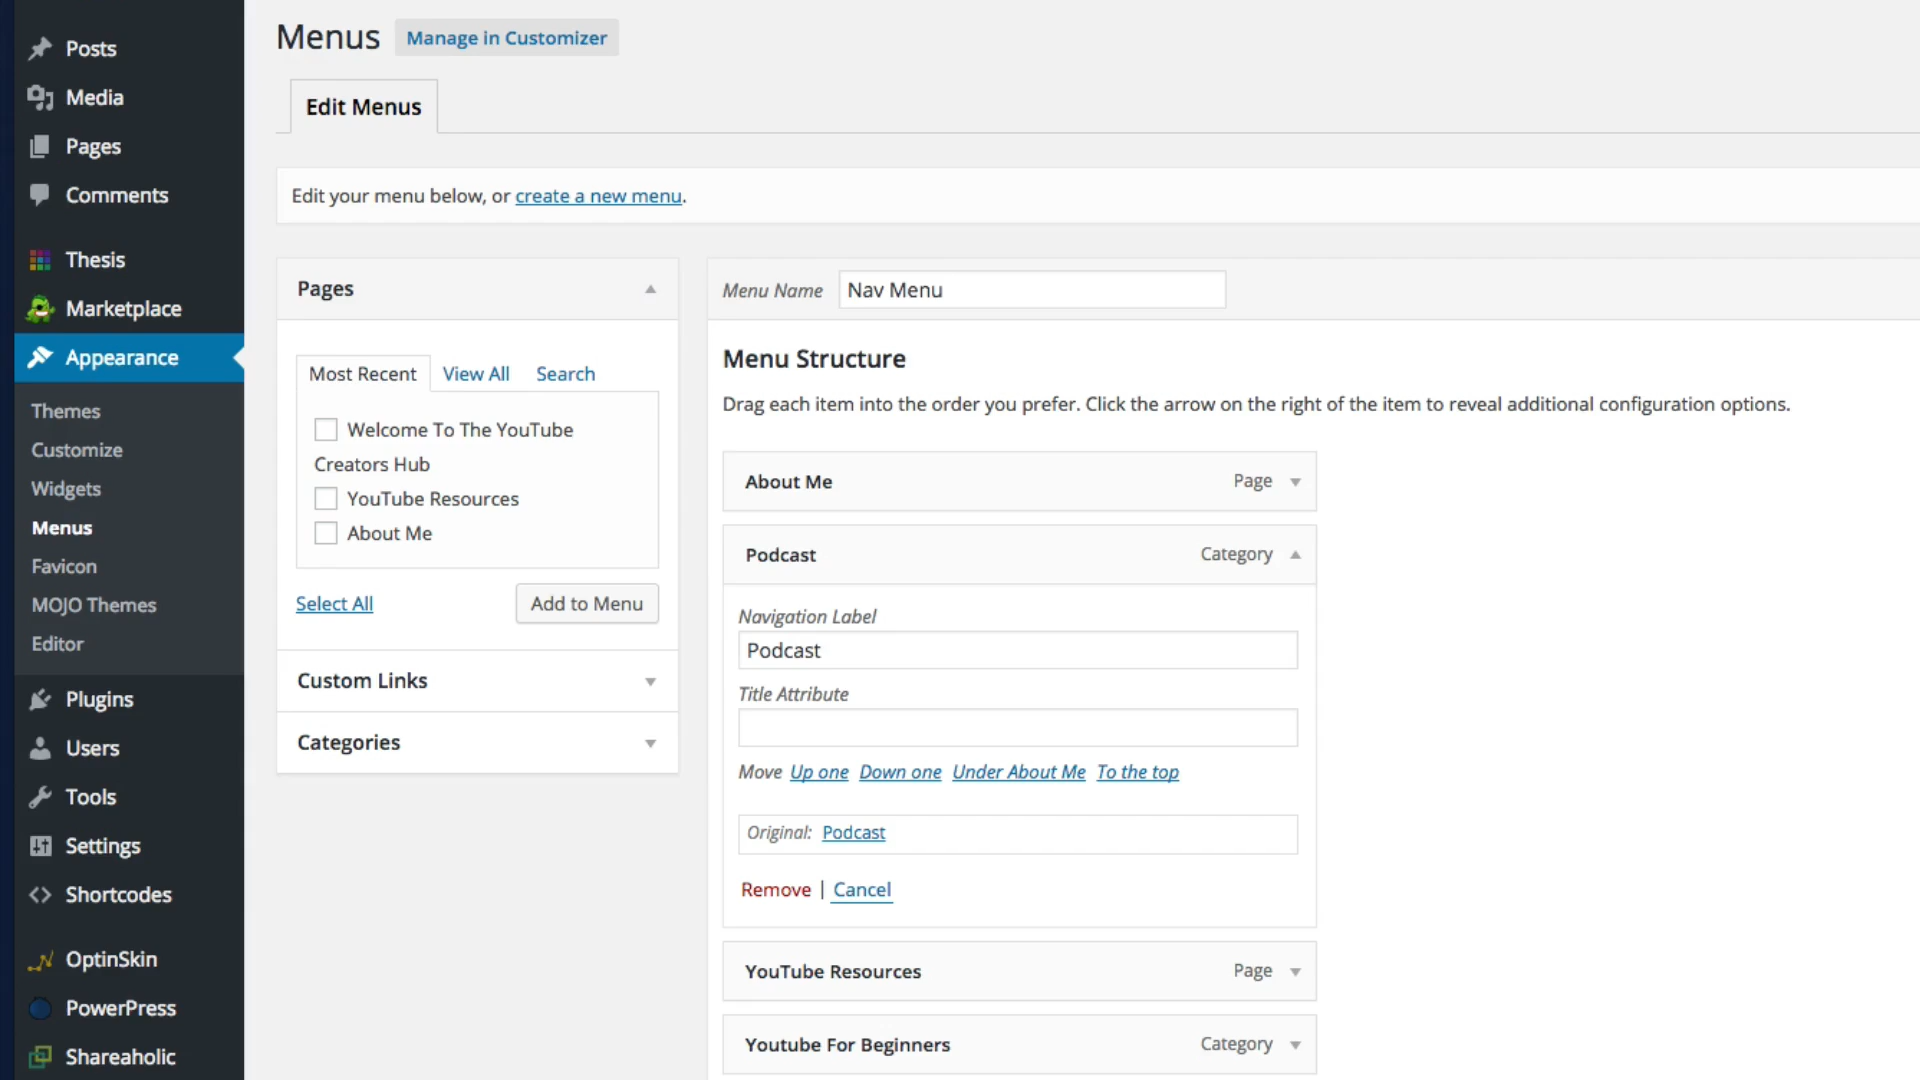 Posts
Media
Pages
Comments
Thesis
Marketplace
Appearance
Themes
Customize
Widgets
Menus
Favicon
MOJO Themes
Editor
Plugins
Users
Tools
Settings
Shortcodes
OptinSkin
PowerPress
Shareaholic
Menus Manage in Customizer
Edit Menus
Edit your menu below, or create a new menu.
Pages
Most Recent View All Search
Welcome To The YouTube
Creators Hub
YouTube Resources
About Me
Select All Add to Menu
Custom Links
Categories
Menu Name Nav Menu
Menu Structure
Drag each item into the order you prefer. Click the arrow on the right of the item to reveal additional configuration options.
About Me Page
Podcast Category
Navigation Label
Podcast
Title Attribute
Move Up one Down one Under About Me To the top
Original: Podcast
Remove | Cancel
YouTube Resources Page
Youtube For Beginners Category